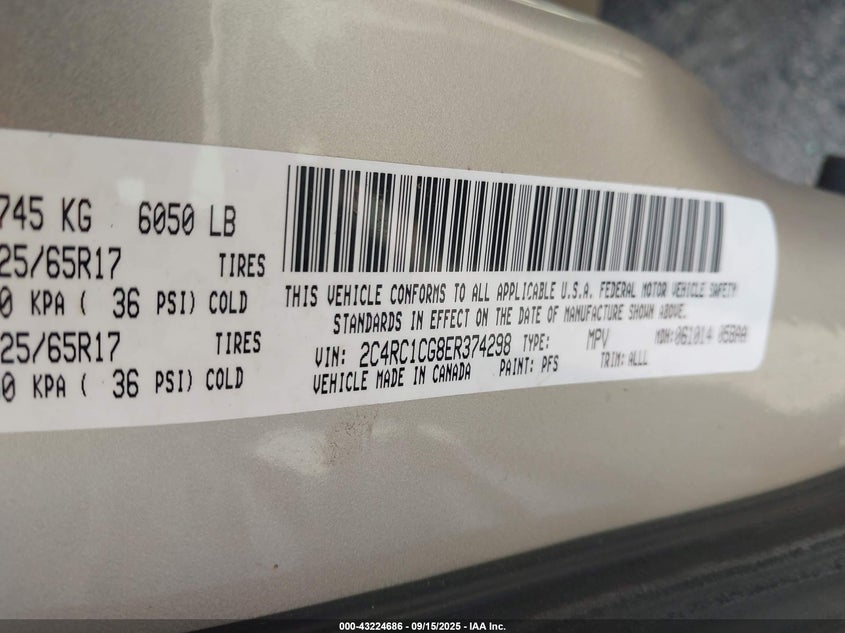 745 KG 6050 LB
25/65R17 TIRES
0 KPA ( 36 PSI) COLD
25/65R17 TIRES
0 KPA ( 36 PSI) COLD
THIS VEHICLE CONFORMS TO ALL APPLICABLE U.S.A. FEDERAL MOTOR VEHICLE SAFETY
STANDARDS IN EFFECT ON THE DATE OF MANUFACTURE SHOWN ABOVE.
VIN: 2C4RC1CG8ER374298 TYPE: MPV MDH:061014 05BAA
VEHICLE MADE IN CANADA PAINT: PFS TRIM: ALLL
000-43224686 - 09/15/2025 - IAA Inc.